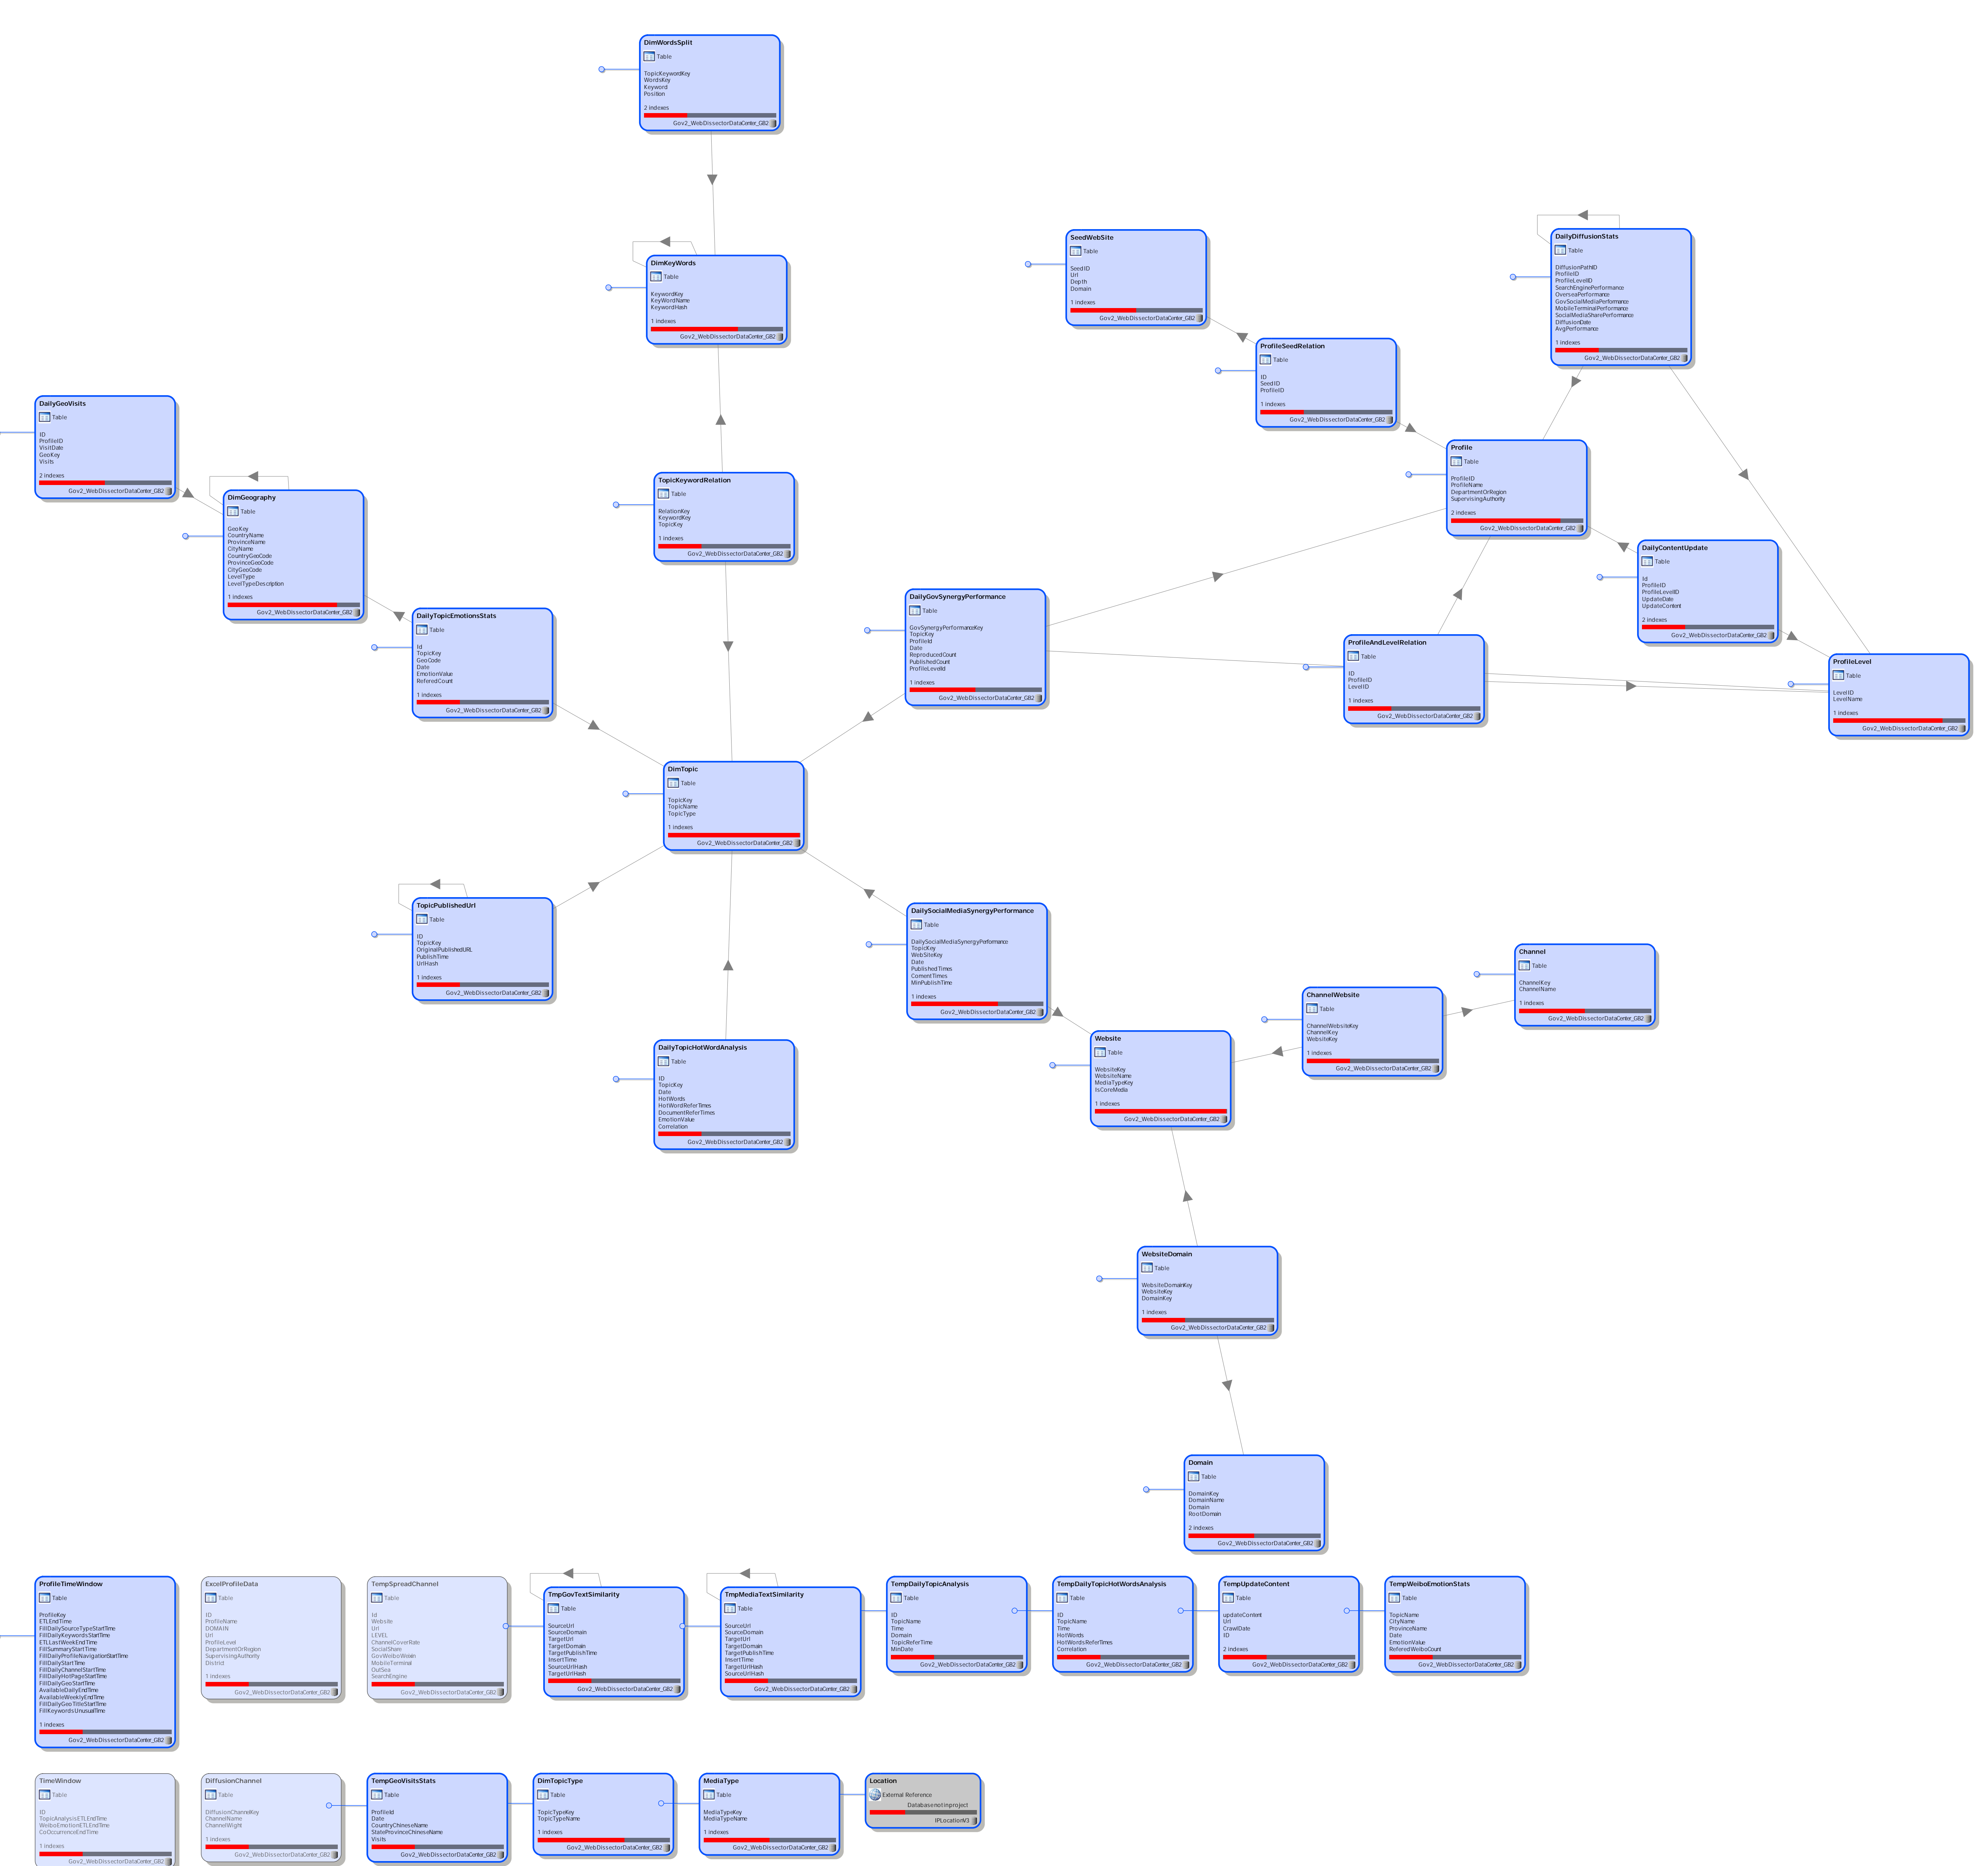 DimWordsSplit
Table
TopicKeywordKey
WordsKey
Keyword
Position
2 indexes
Gov2_WebDissectorDataCenter_GB2
DimKeyWords
Table
KeywordKey
KeyWordName
KeywordHash
1 indexes
Gov2_WebDissectorDataCenter_GB2
SeedWebSite
Table
SeedID
Url
Depth
Domain
1 indexes
Gov2_WebDissectorDataCenter_GB2
DailyDiffusionStats
Table
DiffusionPathID
ProfileID
ProfileLevelID
SearchEnginePerformance
OverseaPerformance
GovSocialMediaPerformance
MobileTerminalPerformance
SocialMediaSharePerformance
DiffusionDate
AvgPerformance
1 indexes
Gov2_WebDissectorDataCenter_GB2
ProfileSeedRelation
Table
ID
SeedID
ProfileID
1 indexes
Gov2_WebDissectorDataCenter_GB2
DailyGeoVisits
Table
ID
ProfileID
VisitDate
GeoKey
Visits
2 indexes
Gov2_WebDissectorDataCenter_GB2
Profile
Table
ProfileID
ProfileName
DepartmentOrRegion
SupervisingAuthority
2 indexes
Gov2_WebDissectorDataCenter_GB2
TopicKeywordRelation
Table
RelationKey
KeywordKey
TopicKey
1 indexes
Gov2_WebDissectorDataCenter_GB2
DimGeography
Table
GeoKey
CountryName
ProvinceName
CityName
CountryGeoCode
ProvinceGeoCode
CityGeoCode
LevelType
LevelTypeDescription
1 indexes
Gov2_WebDissectorDataCenter_GB2
DailyContentUpdate
Table
Id
ProfileID
ProfileLevelID
UpdateDate
UpdateContent
2 indexes
Gov2_WebDissectorDataCenter_GB2
DailyGovSynergyPerformance
Table
GovSynergyPerformanceKey
TopicKey
ProfileId
Date
ReproducedCount
PublishedCount
ProfileLevelId
1 indexes
Gov2_WebDissectorDataCenter_GB2
DailyTopicEmotionsStats
Table
Id
TopicKey
GeoCode
Date
EmotionValue
ReferedCount
1 indexes
Gov2_WebDissectorDataCenter_GB2
ProfileAndLevelRelation
Table
ID
ProfileID
LevelID
1 indexes
Gov2_WebDissectorDataCenter_GB2
ProfileLevel
Table
LevelID
LevelName
1 indexes
Gov2_WebDissectorDataCenter_GB2
DimTopic
Table
TopicKey
TopicName
TopicType
1 indexes
Gov2_WebDissectorDataCenter_GB2
TopicPublishedUrl
Table
ID
TopicKey
OriginalPublishedURL
PublishTime
UrlHash
1 indexes
Gov2_WebDissectorDataCenter_GB2
DailySocialMediaSynergyPerformance
Table
DailySocialMediaSynergyPerformance
TopicKey
WebSiteKey
Date
PublishedTimes
ComentTimes
MinPublishTime
1 indexes
Gov2_WebDissectorDataCenter_GB2
Channel
Table
ChannelKey
ChannelName
1 indexes
Gov2_WebDissectorDataCenter_GB2
ChannelWebsite
Table
ChannelWebsiteKey
ChannelKey
WebsiteKey
1 indexes
Gov2_WebDissectorDataCenter_GB2
Website
Table
WebsiteKey
WebsiteName
MediaTypeKey
IsCoreMedia
1 indexes
Gov2_WebDissectorDataCenter_GB2
DailyTopicHotWordAnalysis
Table
ID
TopicKey
Date
HotWords
HotWordReferTimes
DocumentReferTimes
EmotionValue
Correlation
Gov2_WebDissectorDataCenter_GB2
WebsiteDomain
Table
WebsiteDomainKey
WebsiteKey
DomainKey
1 indexes
Gov2_WebDissectorDataCenter_GB2
Domain
Table
DomainKey
DomainName
Domain
RootDomain
2 indexes
Gov2_WebDissectorDataCenter_GB2
ProfileTimeWindow
Table
ProfileKey
ETLEndTime
FillDailySourceTypeStartTime
FillDailyKeywordsStartTime
ETLLastWeekEndTime
FillSummaryStartTime
FillDailyProfileNavigationStartTime
FillDailyStartTime
FillDailyChannelStartTime
FillDailyHotPageStartTime
FillDailyGeoStartTime
AvailableDailyEndTime
AvailableWeeklyEndTime
FillDailyGeoTitleStartTime
FillKeywordsUnusualTime
1 indexes
Gov2_WebDissectorDataCenter_GB2
ExcelProfileData
Table
ID
ProfileName
DOMAIN
Url
ProfileLevel
DepartmentOrRegion
SupervisingAuthority
District
1 indexes
Gov2_WebDissectorDataCenter_GB2
TempSpreadChannel
Table
Id
Website
Url
LEVEL
ChannelCoverRate
SocialShare
GovWeiboWeixin
MobileTerminal
OutSea
SearchEngine
Gov2_WebDissectorDataCenter_GB2
TmpGovTextSimilarity
Table
SourceUrl
SourceDomain
TargetUrl
TargetDomain
TargetPublishTime
InsertTime
SourceUrlHash
TargetUrlHash
Gov2_WebDissectorDataCenter_GB2
TmpMediaTextSimilarity
Table
SourceUrl
SourceDomain
TargetUrl
TargetDomain
TargetPublishTime
InsertTime
TargetUrlHash
SourceUrlHash
Gov2_WebDissectorDataCenter_GB2
TempDailyTopicAnalysis
Table
ID
TopicName
Time
Domain
TopicReferTime
MinDate
Gov2_WebDissectorDataCenter_GB2
TempDailyTopicHotWordsAnalysis
Table
ID
TopicName
Time
HotWords
HotWordsReferTimes
Correlation
Gov2_WebDissectorDataCenter_GB2
TempUpdateContent
Table
updateContent
Url
CrawlDate
ID
2 indexes
Gov2_WebDissectorDataCenter_GB2
TempWeiboEmotionStats
Table
TopicName
CityName
ProvinceName
Date
EmotionValue
ReferedWeiboCount
Gov2_WebDissectorDataCenter_GB2
TimeWindow
Table
ID
TopicAnalysisETLEndTime
WeiboEmotionETLEndTime
CoOccurrenceEndTime
1 indexes
Gov2_WebDissectorDataCenter_GB2
DiffusionChannel
Table
DiffusionChannelKey
ChannelName
ChannelWight
1 indexes
Gov2_WebDissectorDataCenter_GB2
TempGeoVisitsStats
Table
ProfileId
Date
CountryChineseName
StateProvinceChineseName
Visits
Gov2_WebDissectorDataCenter_GB2
DimTopicType
Table
TopicTypeKey
TopicTypeName
1 indexes
Gov2_WebDissectorDataCenter_GB2
MediaType
Table
MediaTypeKey
MediaTypeName
1 indexes
Gov2_WebDissectorDataCenter_GB2
Location
External Reference
Database not in project
IPLocationV3